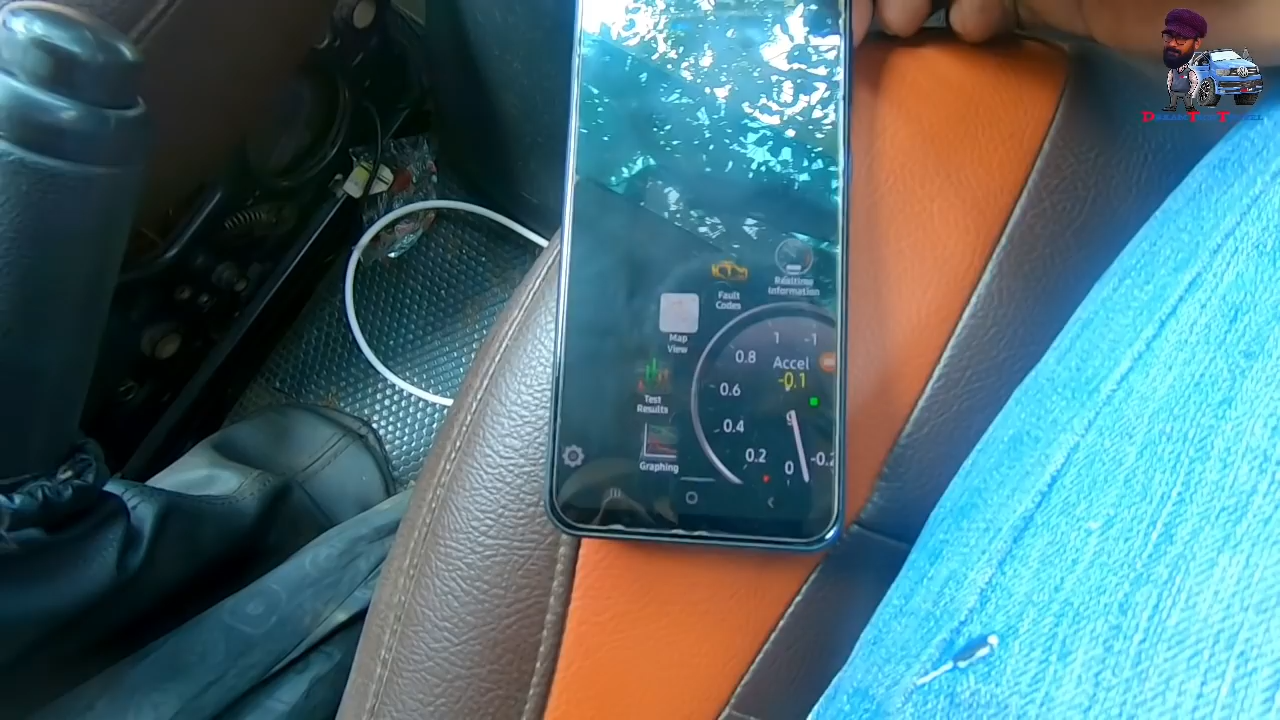 Realtime
Information
Fault
Codes
Map
View
Test
Results
Graphing
1
-1
0.8
Accel
-0.1
0.6
g
0.4
0.2
0
-0.2